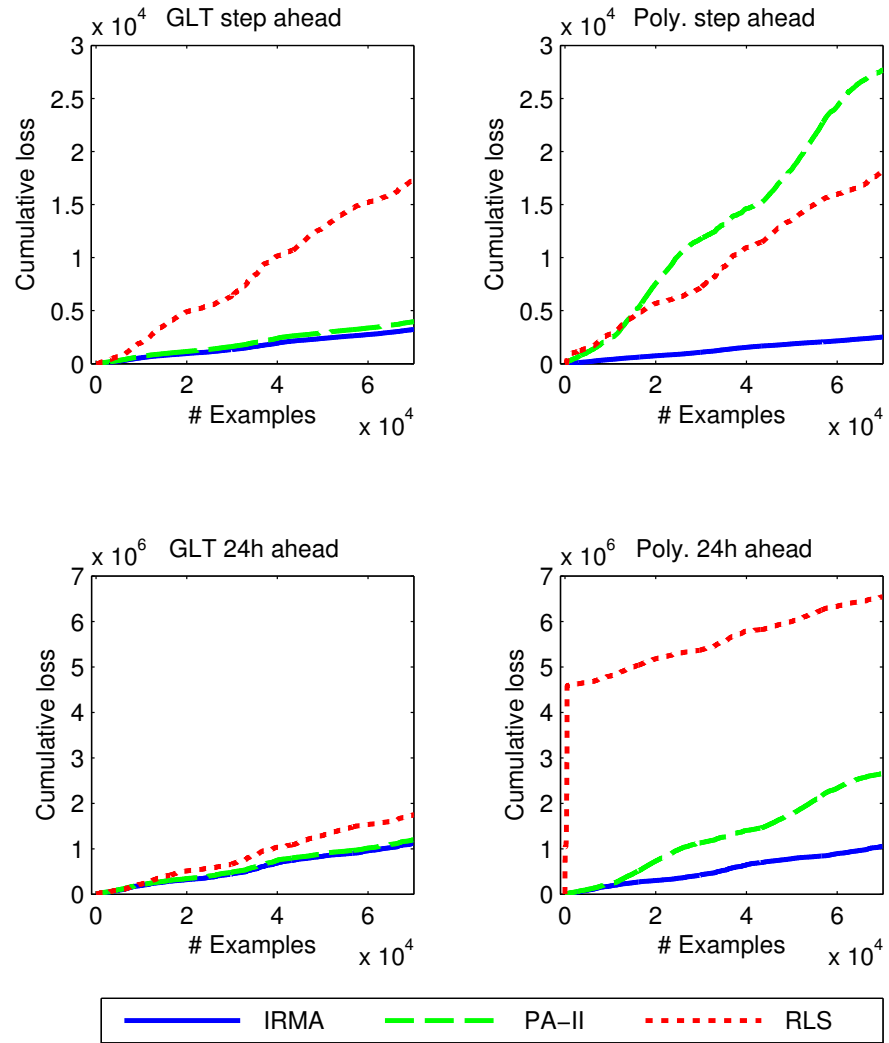 GLT step ahead
x 10^4
3
2.5
2
1.5
1
0.5
0
Cumulative loss
0 2 4 6
# Examples
x 10^4
Poly. step ahead
x 10^4
3
2.5
2
1.5
1
0.5
0
Cumulative loss
0 2 4 6
# Examples
x 10^4
GLT 24h ahead
x 10^6
7
6
5
4
3
2
1
0
Cumulative loss
0 2 4 6
# Examples
x 10^4
Poly. 24h ahead
x 10^6
7
6
5
4
3
2
1
0
Cumulative loss
0 2 4 6
# Examples
x 10^4
IRMA PA−II RLS